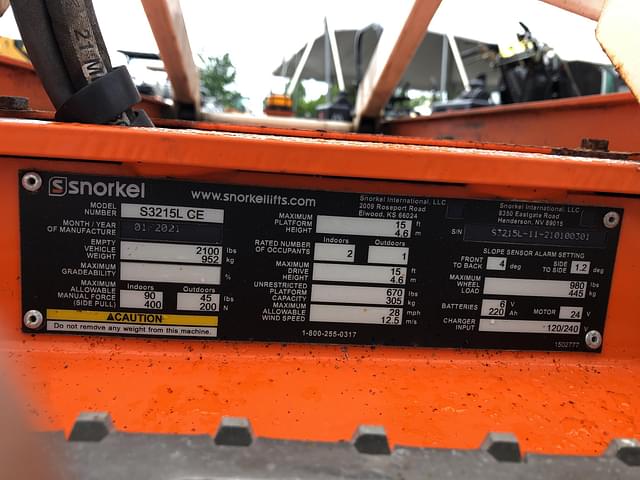 21
snorkel
www.snorkellifts.com
Snorkel International, LLC
2009 Roseport Road
Elwood, KS 66024
Snorkel International, LLC
8350 Eastgate Road
Henderson, NV 89015
MODEL NUMBER S3215L CE
MONTH / YEAR OF MANUFACTURE 01/2021
EMPTY VEHICLE WEIGHT 2100 lbs
952 kg
MAXIMUM GRADEABILITY %
MAXIMUM ALLOWABLE MANUAL FORCE (SIDE PULL)
Indoors Outdoors
90 45 lbs
400 200 N
CAUTION
Do not remove any weight from this machine.
MAXIMUM PLATFORM HEIGHT 15 ft
4.6 m
RATED NUMBER OF OCCUPANTS
Indoors Outdoors
2 1
MAXIMUM DRIVE HEIGHT 15 ft
4.6 m
UNRESTRICTED PLATFORM CAPACITY 670 lbs
305 kg
MAXIMUM ALLOWABLE WIND SPEED 28 mph
12.5 m/s
1-800-255-0317
S/N S3215L-11-210100301
SLOPE SENSOR ALARM SETTING
FRONT TO BACK 4 deg SIDE TO SIDE 1.2 deg
MAXIMUM WHEEL LOAD 980 lbs
445 kg
BATTERIES 6 V
220 Ah
MOTOR 24 V
CHARGER INPUT 120/240 V
1502777